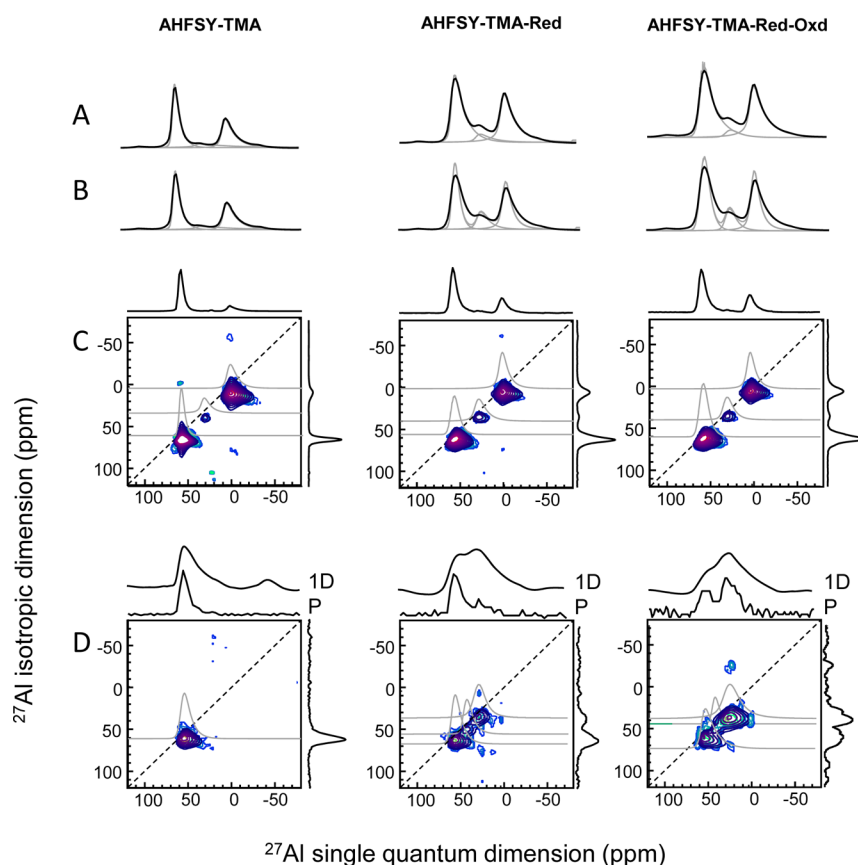 AHFSY-TMA AHFSY-TMA-Red AHFSY-TMA-Red-Oxd
A
B
C
-50
0
50
100
100 50 0 -50
-50
0
50
100
100 50 0 -50
-50
0
50
100
100 50 0 -50
1D
P
1D
P
1D
P
D
-50
0
50
100
100 50 0 -50
-50
0
50
100
100 50 0 -50
-50
0
50
100
100 50 0 -50
²⁷Al isotropic dimension (ppm)
²⁷Al single quantum dimension (ppm)